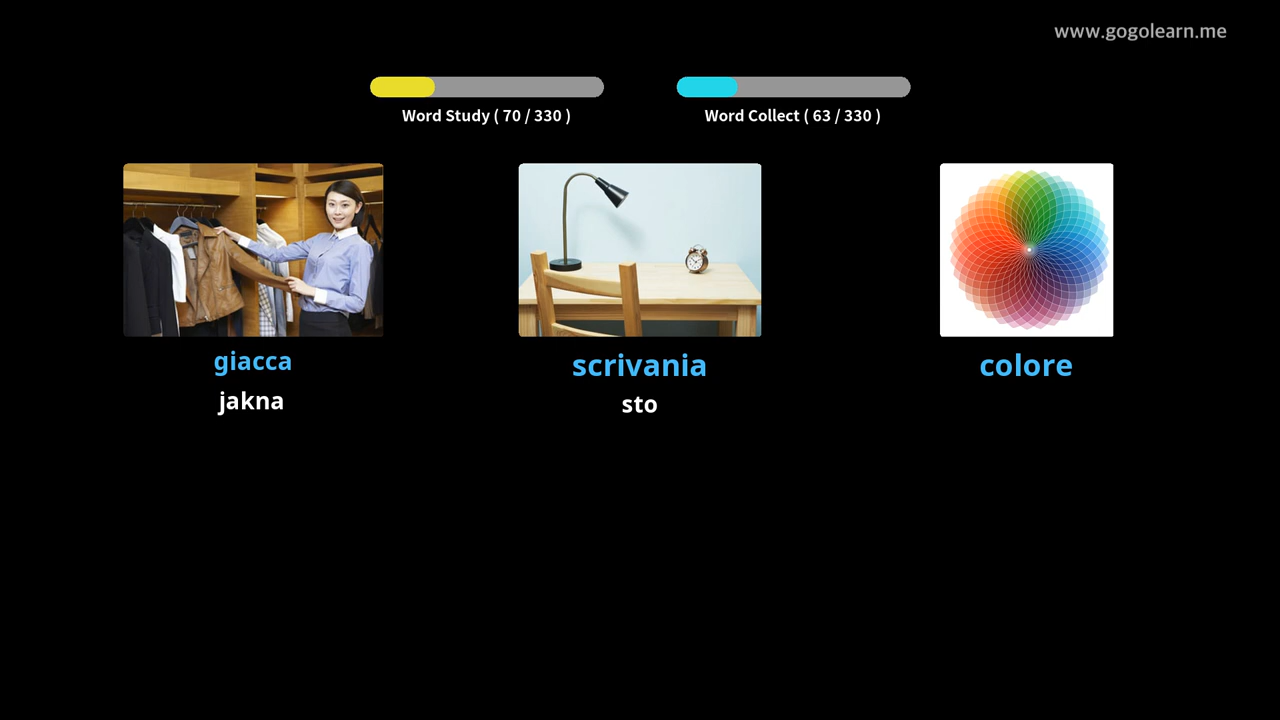 www.gogolearn.me
Word Study ( 70 / 330 )
Word Collect ( 63 / 330 )
giacca
jakna
scrivania
sto
colore